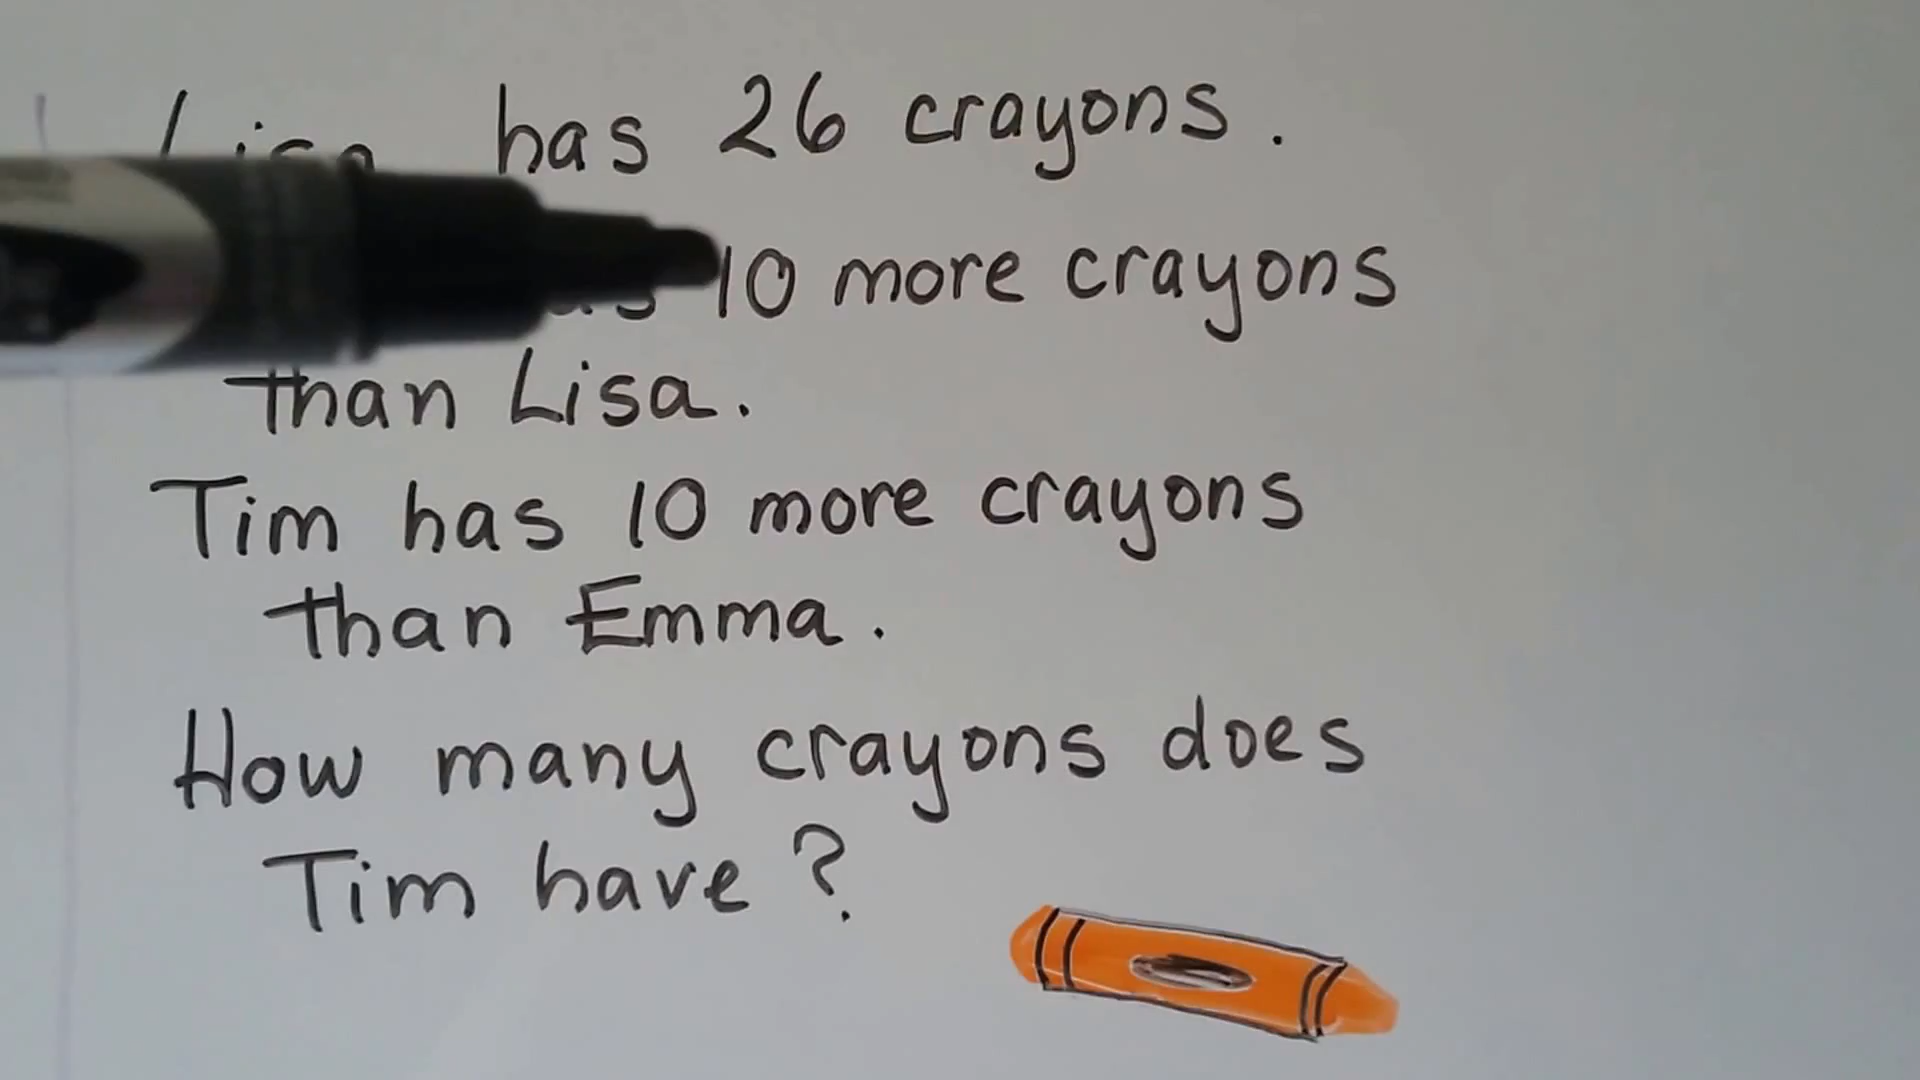 Lisa has 26 crayons.
10 more crayons
than Lisa.
Tim has 10 more crayons
than Emma.
How many crayons does
Tim have?